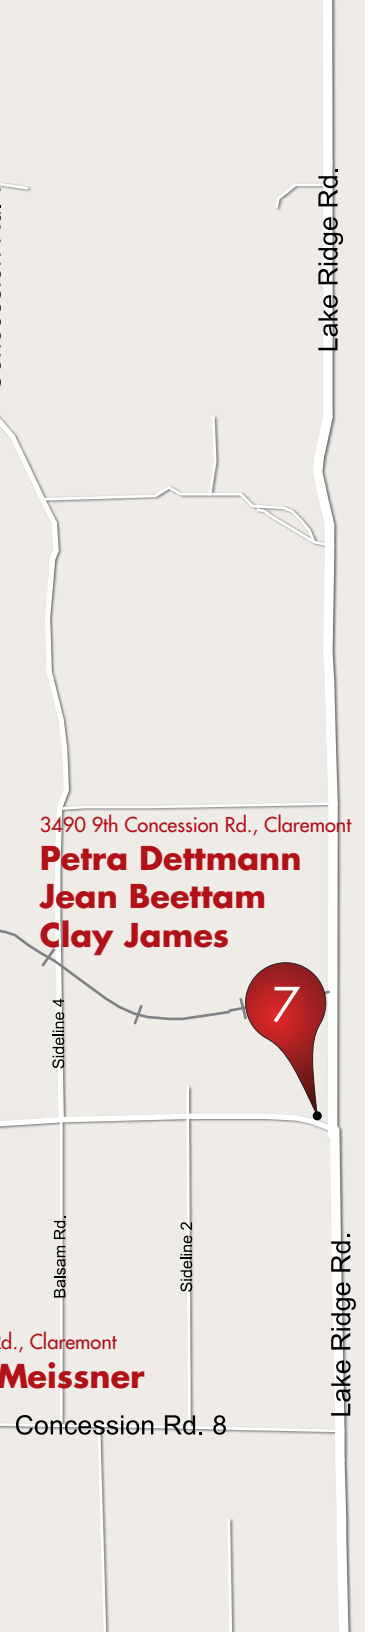 Lake Ridge Rd.
3490 9th Concession Rd., Claremont
Petra Dettmann
Jean Beettam
Clay James
7
Sideline 4
Balsam Rd.
Sideline 2
Lake Ridge Rd.
Rd., Claremont
Meissner
Concession Rd. 8